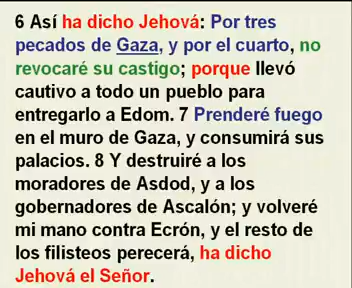 6 Así ha dicho Jehová: Por tres
pecados de Gaza, y por el cuarto, no
revocaré su castigo; porque llevó
cautivo a todo un pueblo para
entregarlo a Edom. 7 Prenderé fuego
en el muro de Gaza, y consumirá sus
palacios. 8 Y destruiré a los
moradores de Asdod, y a los
gobernadores de Ascalón; y volveré
mi mano contra Ecrón, y el resto de
los filisteos perecerá, ha dicho
Jehová el Señor.